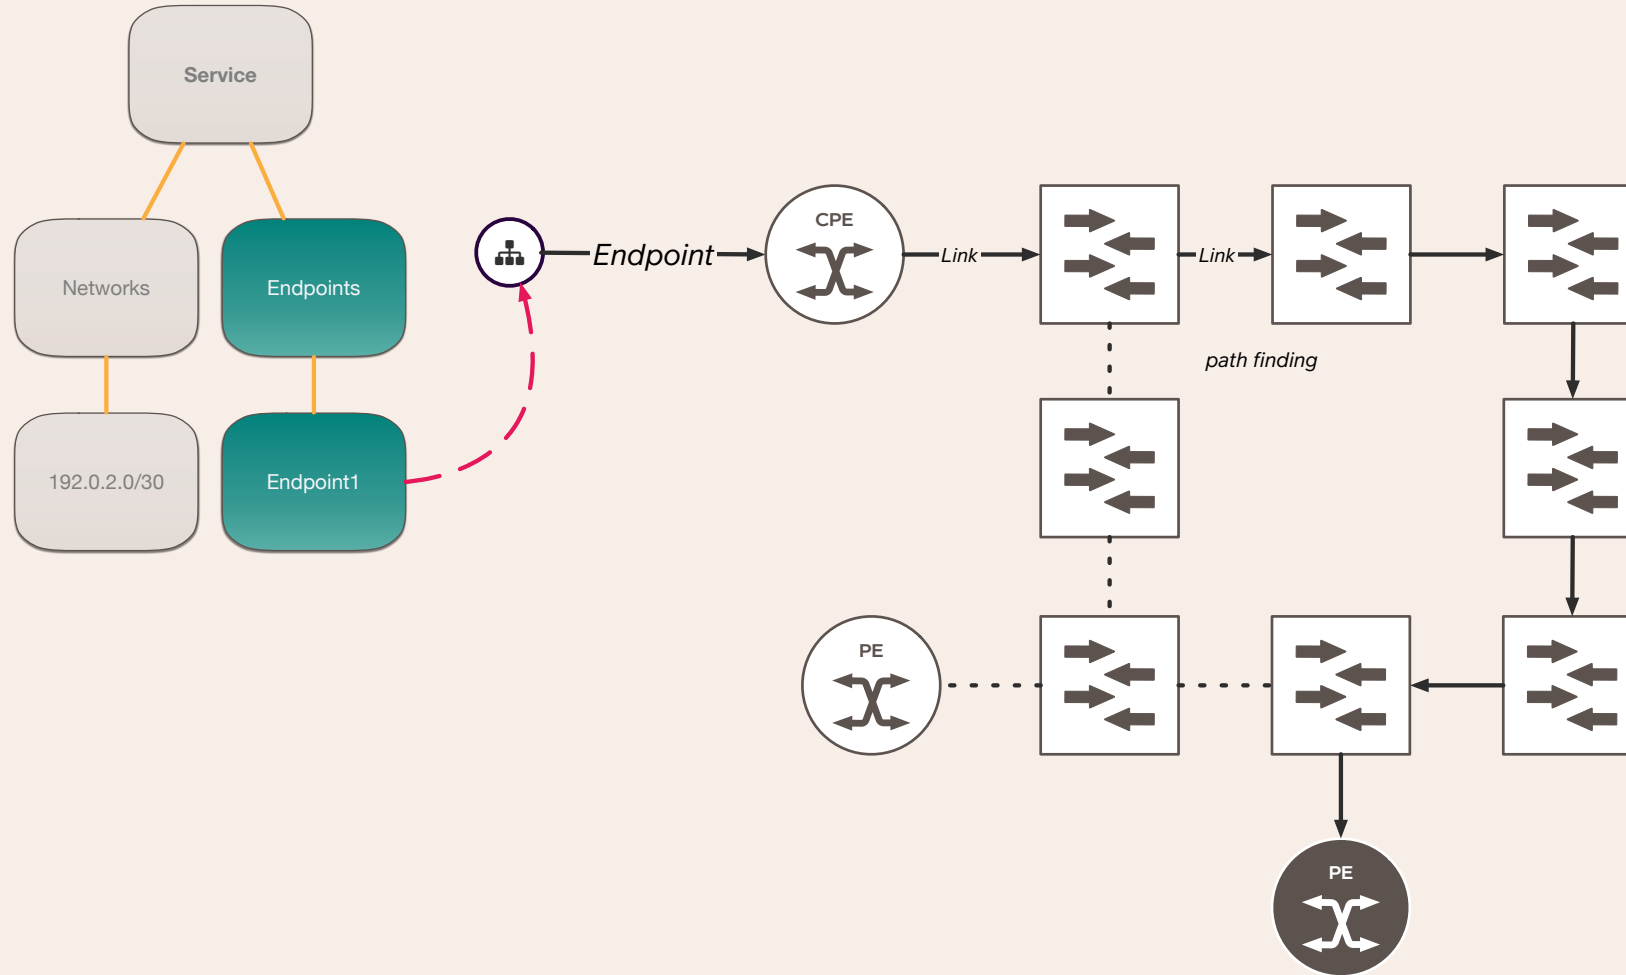 Service
Networks
Endpoints
192.0.2.0/30
Endpoint1
Endpoint
CPE
Link
Link
path finding
PE
PE